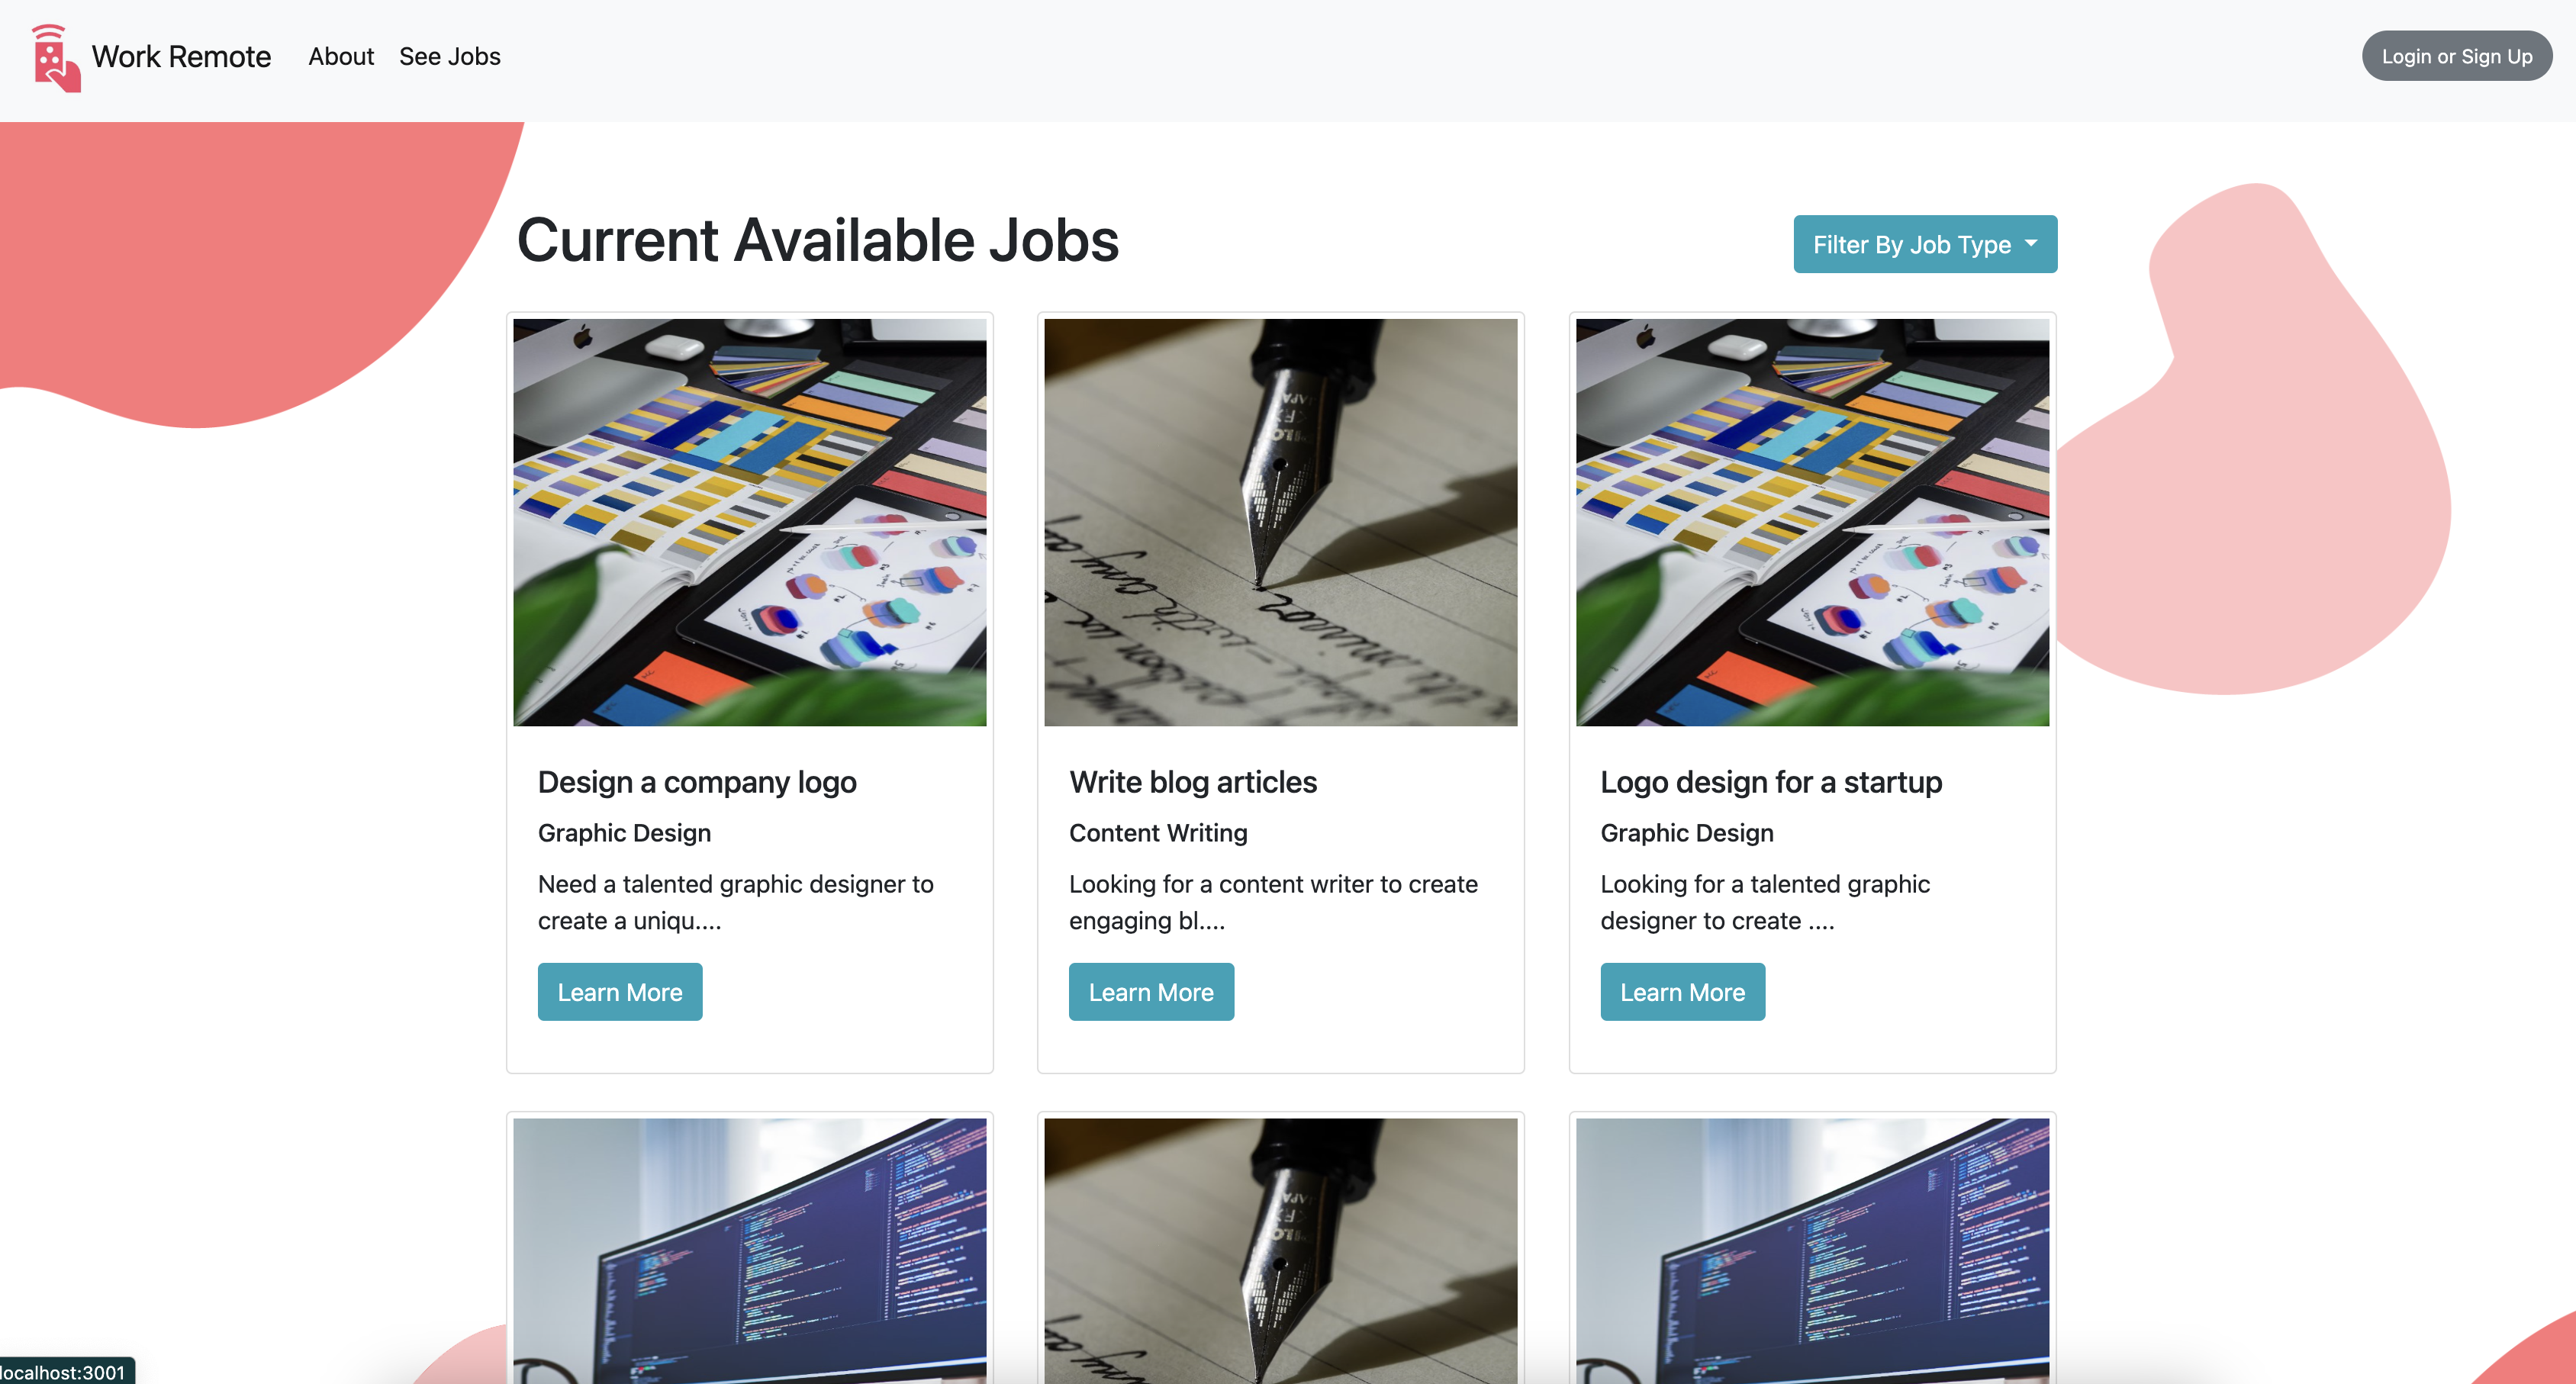 Work Remote
About
See Jobs
Login or Sign Up
Current Available Jobs
Filter By Job Type
Design a company logo
Graphic Design
Need a talented graphic designer to
create a uniqu....
Learn More
Write blog articles
Content Writing
Looking for a content writer to create
engaging bl....
Learn More
Logo design for a startup
Graphic Design
Looking for a talented graphic
designer to create ....
Learn More
localhost:3001